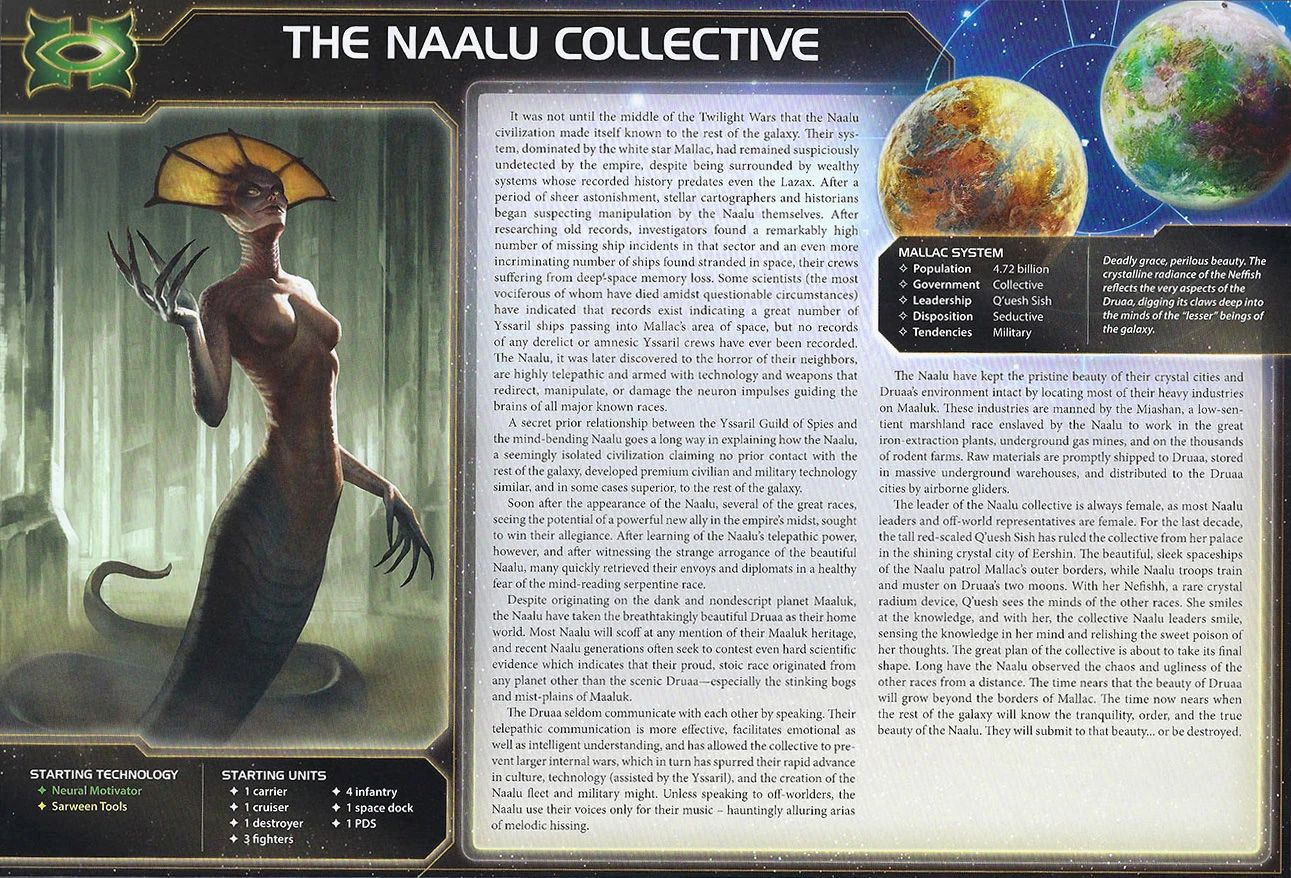 THE NAALU COLLECTIVE
It was not until the middle of the Twilight Wars that the Naalu
civilization made itself known to the rest of the galaxy. Their sys-
tem, dominated by the white star Mallac, had remained suspiciously
undetected by the empire, despite being surrounded by wealthy
systems whose recorded history predates even the Lazax. After a
period of sheer astonishment, stellar cartographers and historians
began suspecting manipulation by the Naalu themselves. After
researching old records, investigators found a remarkably high
number of missing ship incidents in that sector and an even more
incriminating number of ships found stranded in space, their crews
suffering from deep-space memory loss. Some scientists (the most
vociferous of whom have died amidst questionable circumstances)
have indicated that records exist indicating a great number of
Yssaril ships passing into Mallac's area of space, but no records
of any derelict or amnesic Yssaril crews have ever been recorded.
The Naalu, it was later discovered to the horror of their neighbors,
are highly telepathic and armed with technology and weapons that
redirect, manipulate, or damage the neuron impulses guiding the
brains of all major known races.
A secret prior relationship between the Yssaril Guild of Spies and
the mind-bending Naalu goes a long way in explaining how the Naalu,
a seemingly isolated civilization claiming no prior contact with the
rest of the galaxy, developed premium civilian and military technology
similar, and in some cases superior, to the rest of the galaxy.
Soon after the appearance of the Naalu, several of the great races,
seeing the potential of a powerful new ally in the empire's midst, sought
to win their allegiance. After learning of the Naalu's telepathic power,
however, and after witnessing the strange arrogance of the beautiful
Naalu, many quickly retrieved their envoys and diplomats in a healthy
fear of the mind-reading serpentine race.
Despite originating on the dank and nondescript planet Maaluk,
the Naalu have taken the breathtakingly beautiful Druaa as their home
world. Most Naalu will scoff at any mention of their Maaluk heritage,
and recent Naalu generations often seek to contest even hard scientific
evidence which indicates that their proud, stoic race originated from
any planet other than the scenic Druaa—especially the stinking bogs
and mist-plains of Maaluk.
The Druaa seldom communicate with each other by speaking. Their
telepathic communication is more effective, facilitates emotional as
well as intelligent understanding, and has allowed the collective to pre-
vent larger internal wars, which in turn has spurred their rapid advance
in culture, technology (assisted by the Yssaril), and the creation of the
Naalu fleet and military might. Unless speaking to off-worlders, the
Naalu use their voices only for their music – hauntingly alluring arias
of melodic hissing.
MALLAC SYSTEM
Population 4.72 billion
Government Collective
Leadership Q'uesh Sish
Disposition Seductive
Tendencies Military
Deadly grace, perilous beauty. The
crystalline radiance of the Neffish
reflects the very aspects of the
Druaa, digging its claws deep into
the minds of the "lesser" beings of
the galaxy.
The Naalu have kept the pristine beauty of their crystal cities and
Druaa's environment intact by locating most of their heavy industries
on Maaluk. These industries are manned by the Miashan, a low-sen-
tient marshland race enslaved by the Naalu to work in the great
iron-extraction plants, underground gas mines, and on the thousands
of rodent farms. Raw materials are promptly shipped to Druaa, stored
in massive underground warehouses, and distributed to the Druaa
cities by airborne gliders.
The leader of the Naalu collective is always female, as most Naalu
leaders and off-world representatives are female. For the last decade,
the tall red-scaled Q'uesh Sish has ruled the collective from her palace
in the shining crystal city of Eershin. The beautiful, sleek spaceships
of the Naalu patrol Mallac's outer borders, while Naalu troops train
and muster on Druaa's two moons. With her Nefishh, a rare crystal
radium device, Q'uesh sees the minds of the other races. She smiles
at the knowledge, and with her, the collective Naalu leaders smile,
sensing the knowledge in her mind and relishing the sweet poison of
her thoughts. The great plan of the collective is about to take its final
shape. Long have the Naalu observed the chaos and ugliness of the
other races from a distance. The time nears that the beauty of Druaa
will grow beyond the borders of Mallac. The time now nears when
the rest of the galaxy will know the tranquility, order, and the true
beauty of the Naalu. They will submit to that beauty... or be destroyed.
STARTING TECHNOLOGY
Neural Motivator
Sarween Tools
STARTING UNITS
1 carrier
1 cruiser
1 destroyer
3 fighters
4 infantry
1 space dock
1 PDS